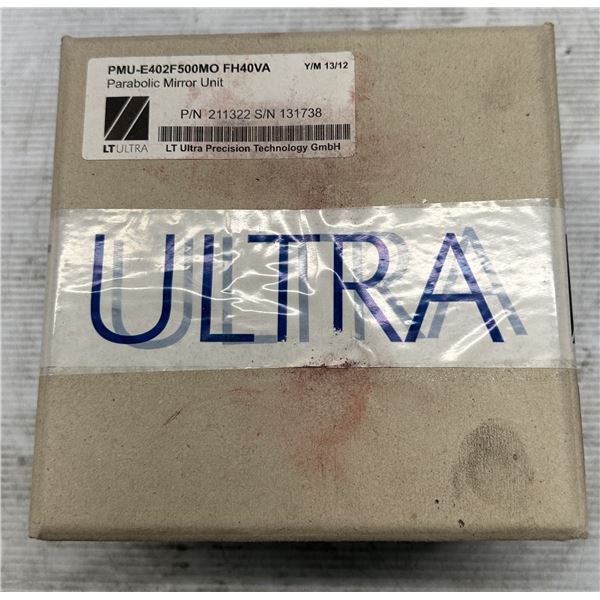 PMU-E402F500MO FH40VA Y/M 13/12
Parabolic Mirror Unit
P/N 211322 S/N 131738
LT ULTRA LT Ultra Precision Technology GmbH
ULTRA